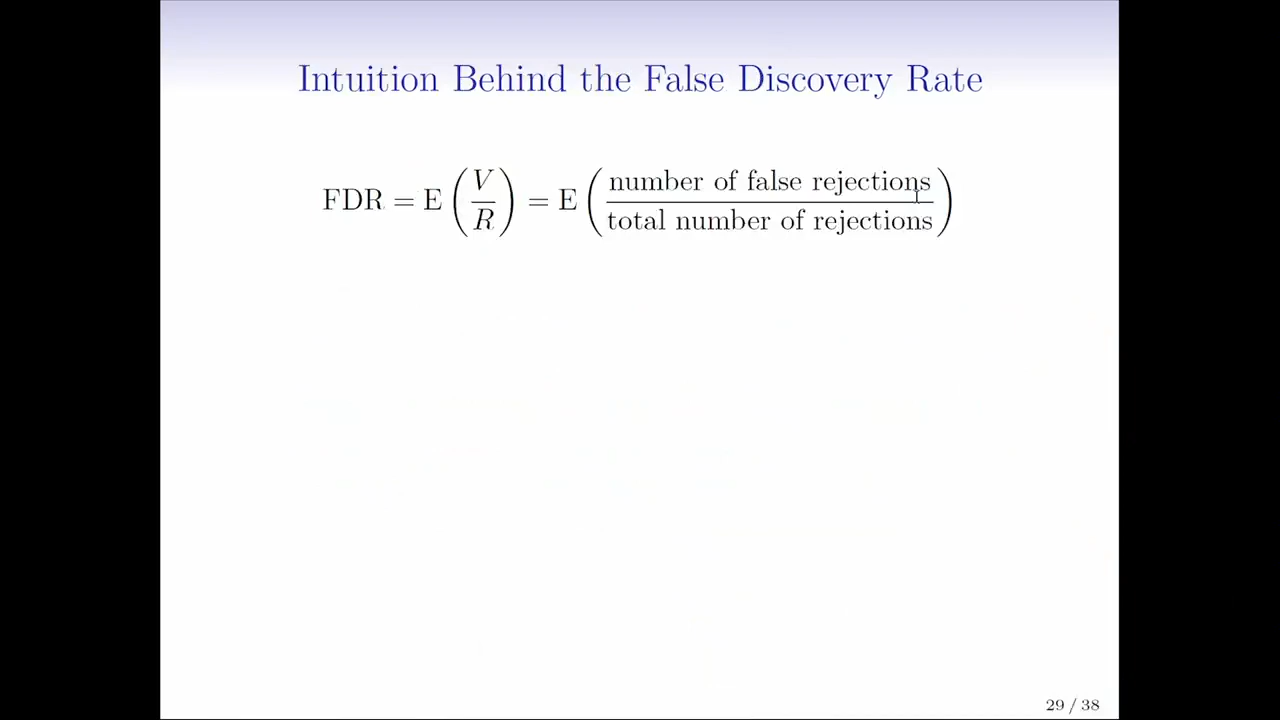 Intuition Behind the False Discovery Rate
FDR = E(V/R) = E(number of false rejections/total number of rejections)
29 / 38